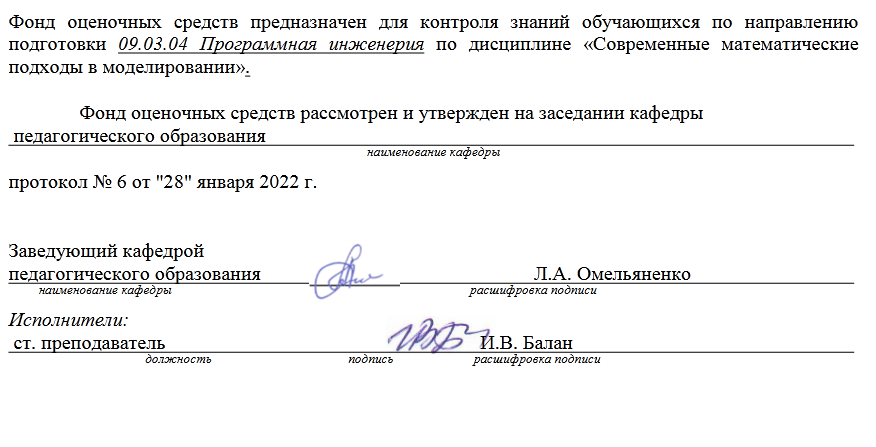 Фонд оценочных средств предназначен для контроля знаний обучающихся по направлению
подготовки 09.03.04 Программная инженерия по дисциплине «Современные математические
подходы в моделировании».
Фонд оценочных средств рассмотрен и утвержден на заседании кафедры
педагогического образования
наименование кафедры
протокол № 6 от "28" января 2022 г.
Заведующий кафедрой
педагогического образования Л.А. Омельяненко
наименование кафедры расшифровка подписи
Исполнители:
ст. преподаватель И.В. Балан
должность подпись расшифровка подписи